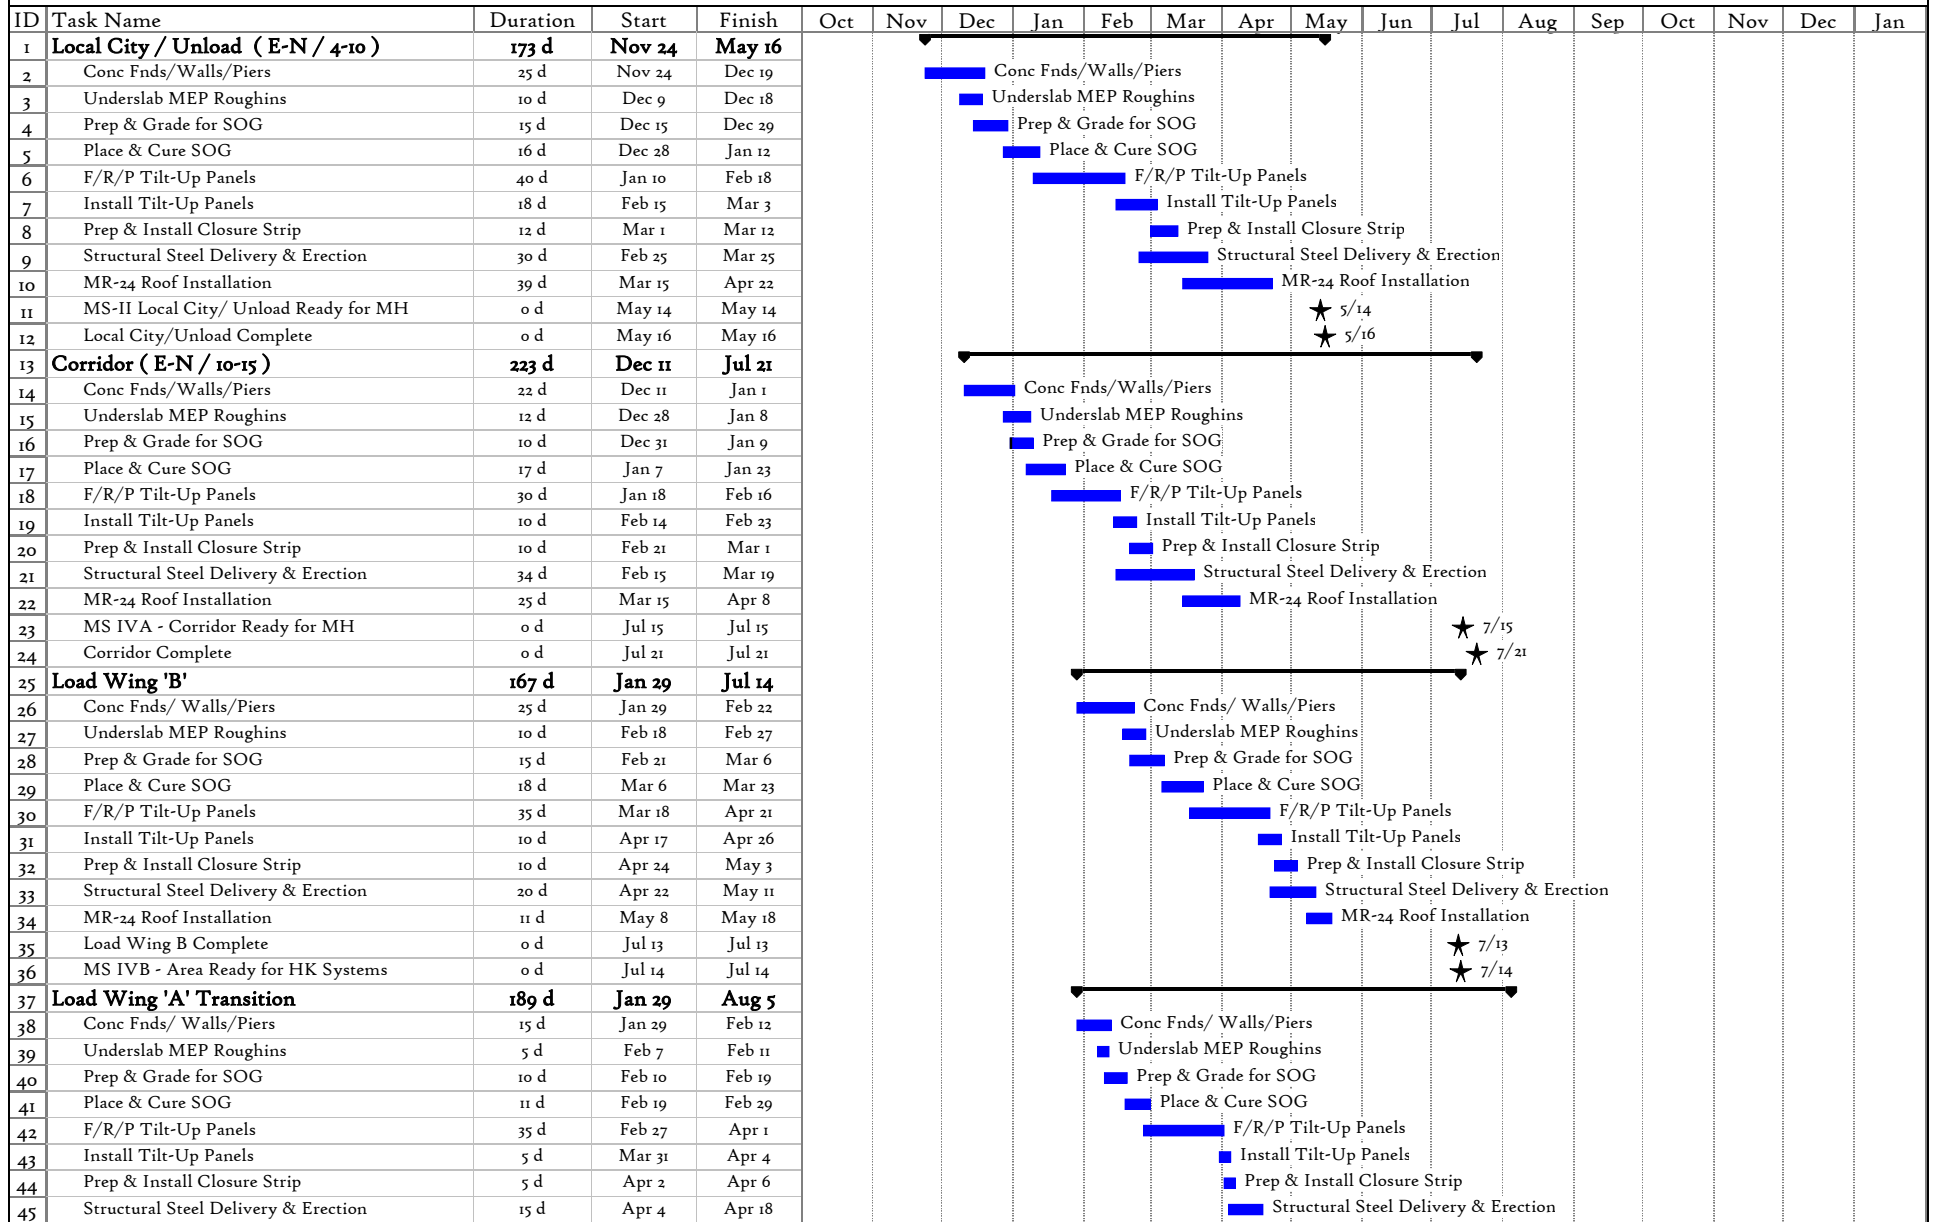 ID Task Name Duration Start Finish Oct Nov Dec Jan Feb Mar Apr May Jun Jul Aug Sep Oct Nov Dec Jan
1 Local City / Unload ( E-N / 4-10 ) 173 d Nov 24 May 16
2 Conc Fnds/Walls/Piers 25 d Nov 24 Dec 19 Conc Fnds/Walls/Piers
3 Underslab MEP Roughins 10 d Dec 9 Dec 18 Underslab MEP Roughins
4 Prep & Grade for SOG 15 d Dec 15 Dec 29 Prep & Grade for SOG
5 Place & Cure SOG 16 d Dec 28 Jan 12 Place & Cure SOG
6 F/R/P Tilt-Up Panels 40 d Jan 10 Feb 18 F/R/P Tilt-Up Panels
7 Install Tilt-Up Panels 18 d Feb 15 Mar 3 Install Tilt-Up Panels
8 Prep & Install Closure Strip 12 d Mar 1 Mar 12 Prep & Install Closure Strip
9 Structural Steel Delivery & Erection 30 d Feb 25 Mar 25 Structural Steel Delivery & Erection
10 MR-24 Roof Installation 39 d Mar 15 Apr 22 MR-24 Roof Installation
11 MS-II Local City/ Unload Ready for MH 0 d May 14 May 14 5/14
12 Local City/Unload Complete 0 d May 16 May 16 5/16
13 Corridor ( E-N / 10-15 ) 223 d Dec 11 Jul 21
14 Conc Fnds/Walls/Piers 22 d Dec 11 Jan 1 Conc Fnds/Walls/Piers
15 Underslab MEP Roughins 12 d Dec 28 Jan 8 Underslab MEP Roughins
16 Prep & Grade for SOG 10 d Dec 31 Jan 9 Prep & Grade for SOG
17 Place & Cure SOG 17 d Jan 7 Jan 23 Place & Cure SOG
18 F/R/P Tilt-Up Panels 30 d Jan 18 Feb 16 F/R/P Tilt-Up Panels
19 Install Tilt-Up Panels 10 d Feb 14 Feb 23 Install Tilt-Up Panels
20 Prep & Install Closure Strip 10 d Feb 21 Mar 1 Prep & Install Closure Strip
21 Structural Steel Delivery & Erection 34 d Feb 15 Mar 19 Structural Steel Delivery & Erection
22 MR-24 Roof Installation 25 d Mar 15 Apr 8 MR-24 Roof Installation
23 MS IVA - Corridor Ready for MH 0 d Jul 15 Jul 15 7/15
24 Corridor Complete 0 d Jul 21 Jul 21 7/21
25 Load Wing 'B' 167 d Jan 29 Jul 14
26 Conc Fnds/ Walls/Piers 25 d Jan 29 Feb 22 Conc Fnds/ Walls/Piers
27 Underslab MEP Roughins 10 d Feb 18 Feb 27 Underslab MEP Roughins
28 Prep & Grade for SOG 15 d Feb 21 Mar 6 Prep & Grade for SOG
29 Place & Cure SOG 18 d Mar 6 Mar 23 Place & Cure SOG
30 F/R/P Tilt-Up Panels 35 d Mar 18 Apr 21 F/R/P Tilt-Up Panels
31 Install Tilt-Up Panels 10 d Apr 17 Apr 26 Install Tilt-Up Panels
32 Prep & Install Closure Strip 10 d Apr 24 May 3 Prep & Install Closure Strip
33 Structural Steel Delivery & Erection 20 d Apr 22 May 11 Structural Steel Delivery & Erection
34 MR-24 Roof Installation 11 d May 8 May 18 MR-24 Roof Installation
35 Load Wing B Complete 0 d Jul 13 Jul 13 7/13
36 MS IVB - Area Ready for HK Systems 0 d Jul 14 Jul 14 7/14
37 Load Wing 'A' Transition 189 d Jan 29 Aug 5
38 Conc Fnds/ Walls/Piers 15 d Jan 29 Feb 12 Conc Fnds/ Walls/Piers
39 Underslab MEP Roughins 5 d Feb 7 Feb 11 Underslab MEP Roughins
40 Prep & Grade for SOG 10 d Feb 10 Feb 19 Prep & Grade for SOG
41 Place & Cure SOG 11 d Feb 19 Feb 29 Place & Cure SOG
42 F/R/P Tilt-Up Panels 35 d Feb 27 Apr 1 F/R/P Tilt-Up Panels
43 Install Tilt-Up Panels 5 d Mar 31 Apr 4 Install Tilt-Up Panels
44 Prep & Install Closure Strip 5 d Apr 2 Apr 6 Prep & Install Closure Strip
45 Structural Steel Delivery & Erection 15 d Apr 4 Apr 18 Structural Steel Delivery & Erection